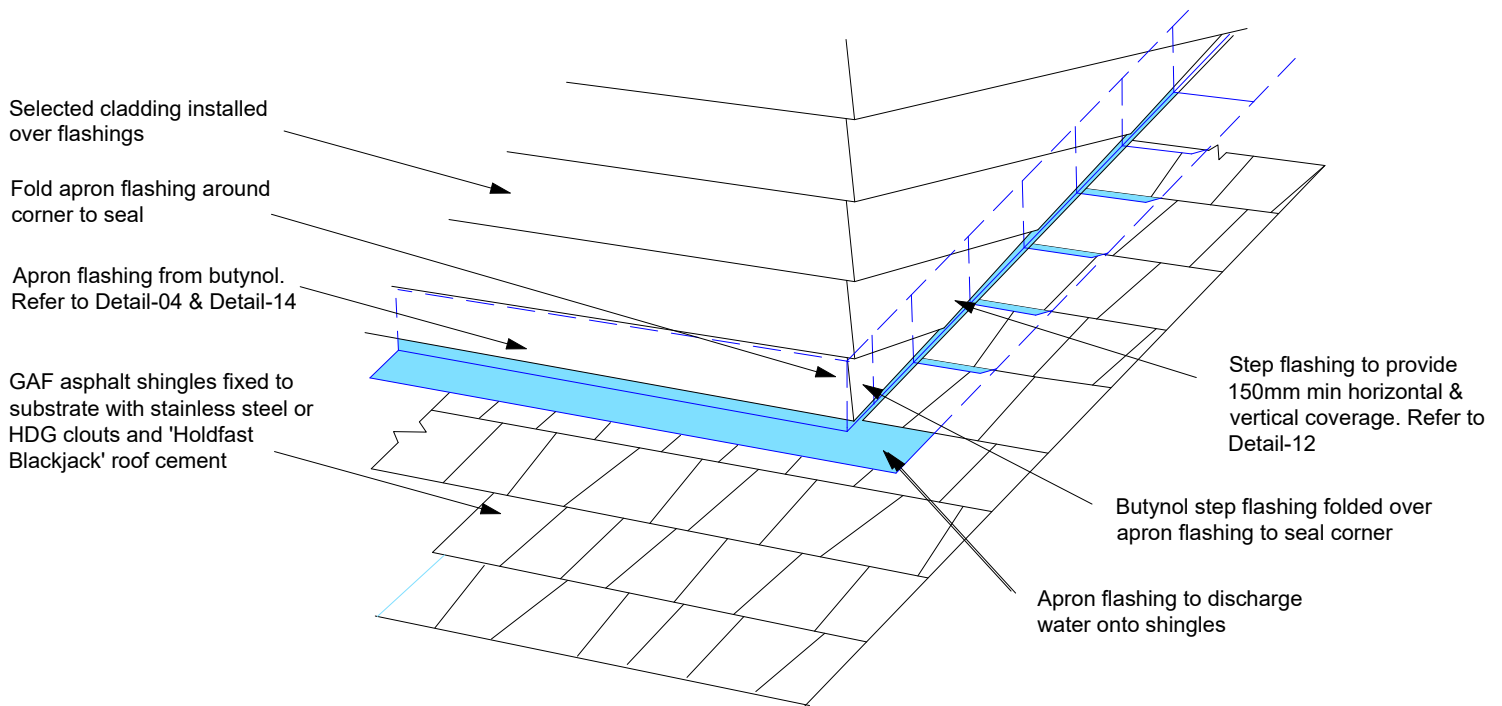 Selected cladding installed
over flashings
Fold apron flashing around
corner to seal
Apron flashing from butynol.
Refer to Detail-04 & Detail-14
GAF asphalt shingles fixed to
substrate with stainless steel or
HDG clouts and 'Holdfast
Blackjack' roof cement
Step flashing to provide
150mm min horizontal &
vertical coverage. Refer to
Detail-12
Butynol step flashing folded over
apron flashing to seal corner
Apron flashing to discharge
water onto shingles